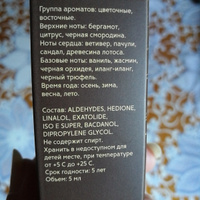 Группа ароматов: цветочные,
восточные.
Верхние ноты: бергамот,
цитрус, черная смородина.
Ноты сердца: ветивер, пачули,
сандал, древесина лотоса.
Базовые ноты: ваниль, жасмин,
черная орхидея, иланг-иланг,
черный трюфель.
Время года: осень, зима,
весна, лето.
Состав: ALDEHYDES, HEDIONE,
LINALOL, EXATOLIDE,
ISO E SUPER, BACDANOL,
DIPROPYLENE GLYCOL.
Не содержит спирт.
Хранить в недоступном для
детей месте, при температуре
от +5 С до +25 С.
Срок годности: 5 лет
Объем: 5 мл